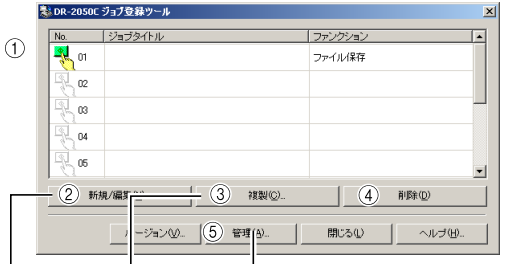 DR-2050C ジョブ登録ツール
No. ジョブタイトル ファンクション
① 01 ファイル保存
02
03
04
05
② 新規/編集 ③ 複製(C)... ④ 削除(D)
バージョン(V)... ⑤ 管理(A)... 閉じる(L) ヘルプ(H)...